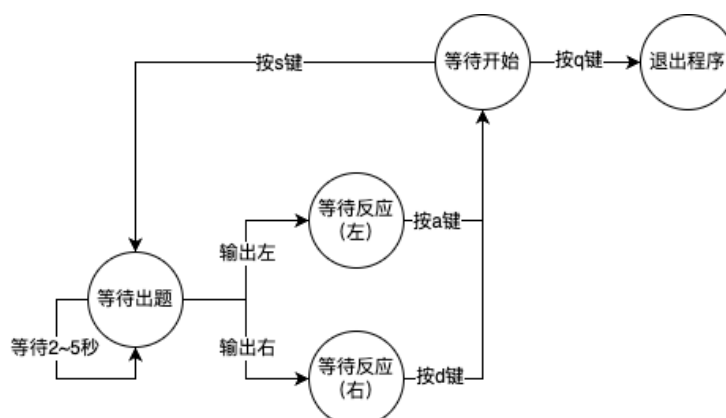 按s键
等待开始
按q键
退出程序
等待反应
（左）
按a键
输出左
等待出题
等待2~5秒
输出右
等待反应
（右）
按d键